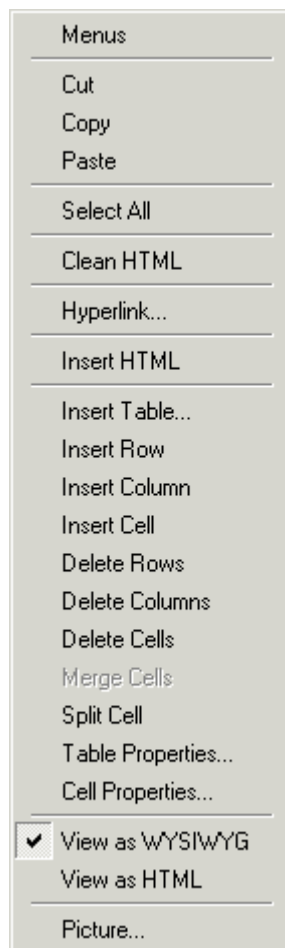 Menus
Cut
Copy
Paste
Select All
Clean HTML
Hyperlink...
Insert HTML
Insert Table...
Insert Row
Insert Column
Insert Cell
Delete Rows
Delete Columns
Delete Cells
Merge Cells
Split Cell
Table Properties...
Cell Properties...
View as WYSIWYG
View as HTML
Picture...